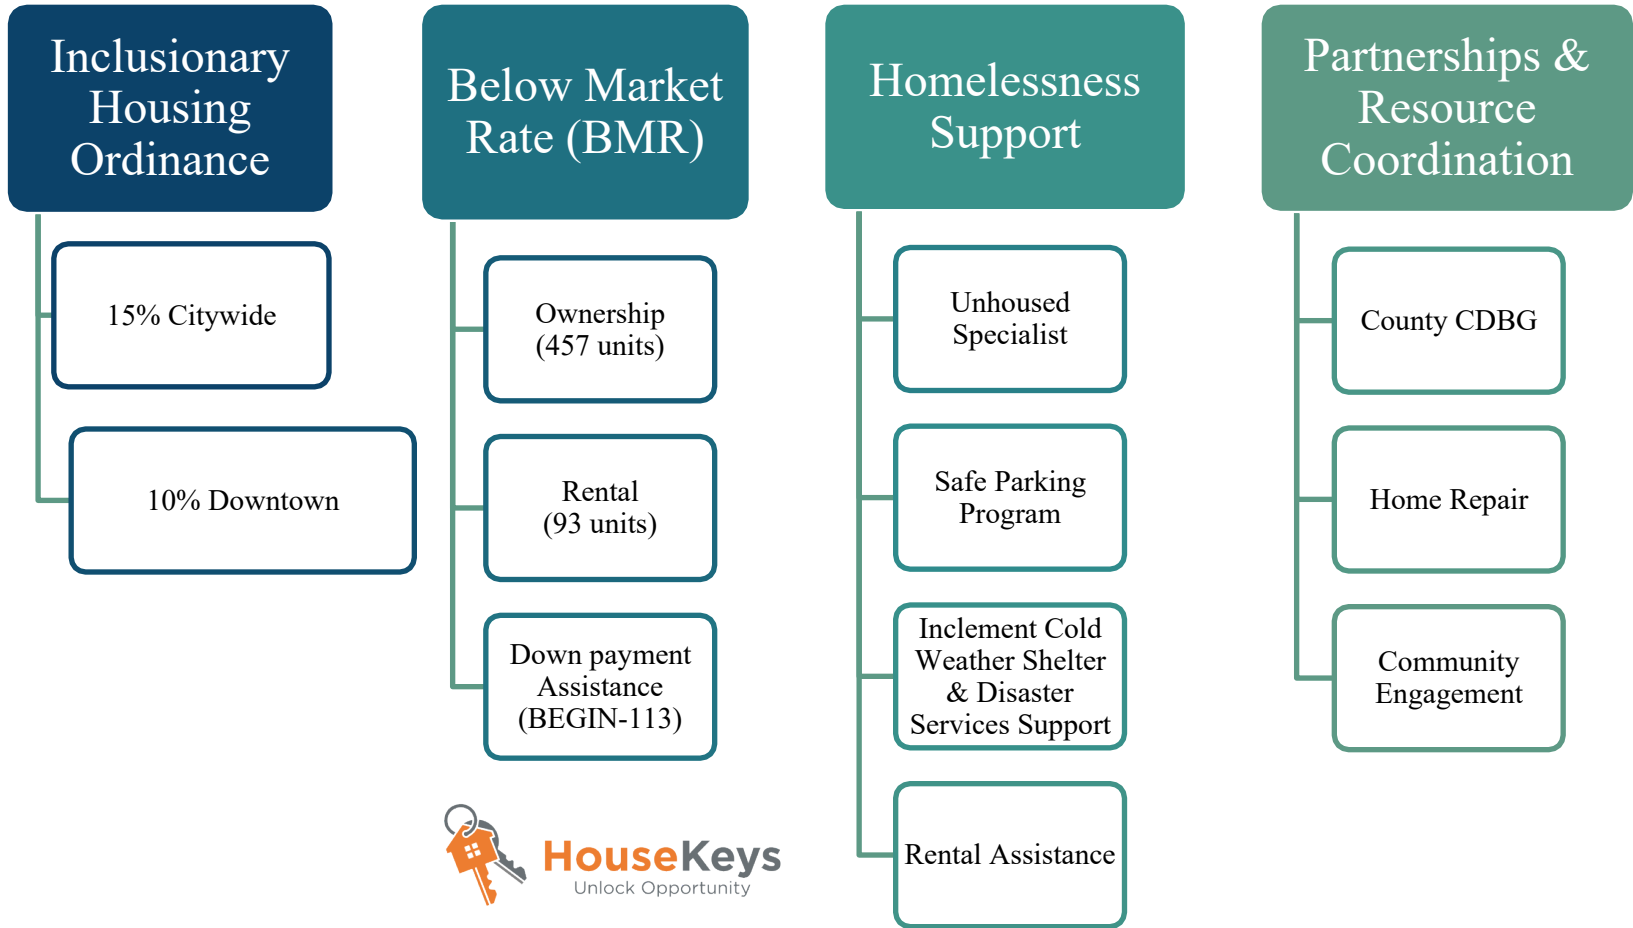 Inclusionary
Housing
Ordinance
15% Citywide
10% Downtown
Below Market
Rate (BMR)
Ownership
(457 units)
Rental
(93 units)
Down payment
Assistance
(BEGIN-113)
HouseKeys
Unlock Opportunity
Homelessness
Support
Unhoused
Specialist
Safe Parking
Program
Inclement Cold
Weather Shelter
& Disaster
Services Support
Rental Assistance
Partnerships &
Resource
Coordination
County CDBG
Home Repair
Community
Engagement